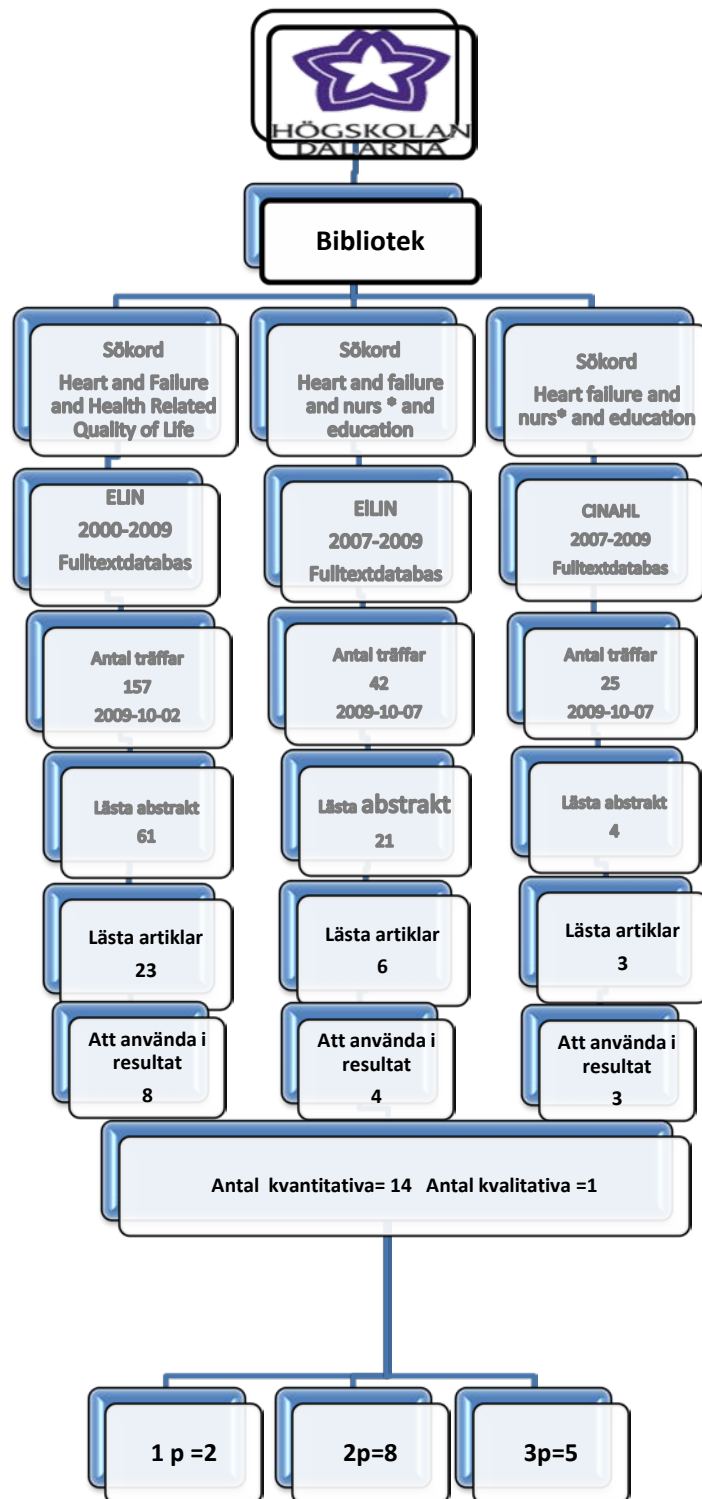 HÖGSKOLAN
DALARNA
Bibliotek
Sökord
Heart and Failure
and Health Related
Quality of Life
Sökord
Heart and failure
and nurs * and
education
Sökord
Heart failure and
nurs* and education
ELIN
2000-2009
Fulltextdatabas
EİLIN
2007-2009
Fulltextdatabas
CINAHL
2007-2009
Fulltextdatabas
Antal träffar
157
2009-10-02
Antal träffar
42
2009-10-07
Antal träffar
25
2009-10-07
Lästa abstrakt
61
Lästa abstrakt
21
Lästa abstrakt
4
Lästa artiklar
23
Lästa artiklar
6
Lästa artiklar
3
Att använda i
resultat
8
Att använda i
resultat
4
Att använda i
resultat
3
Antal kvantitativa= 14 Antal kvalitativa =1
1 p =2
2p=8
3p=5